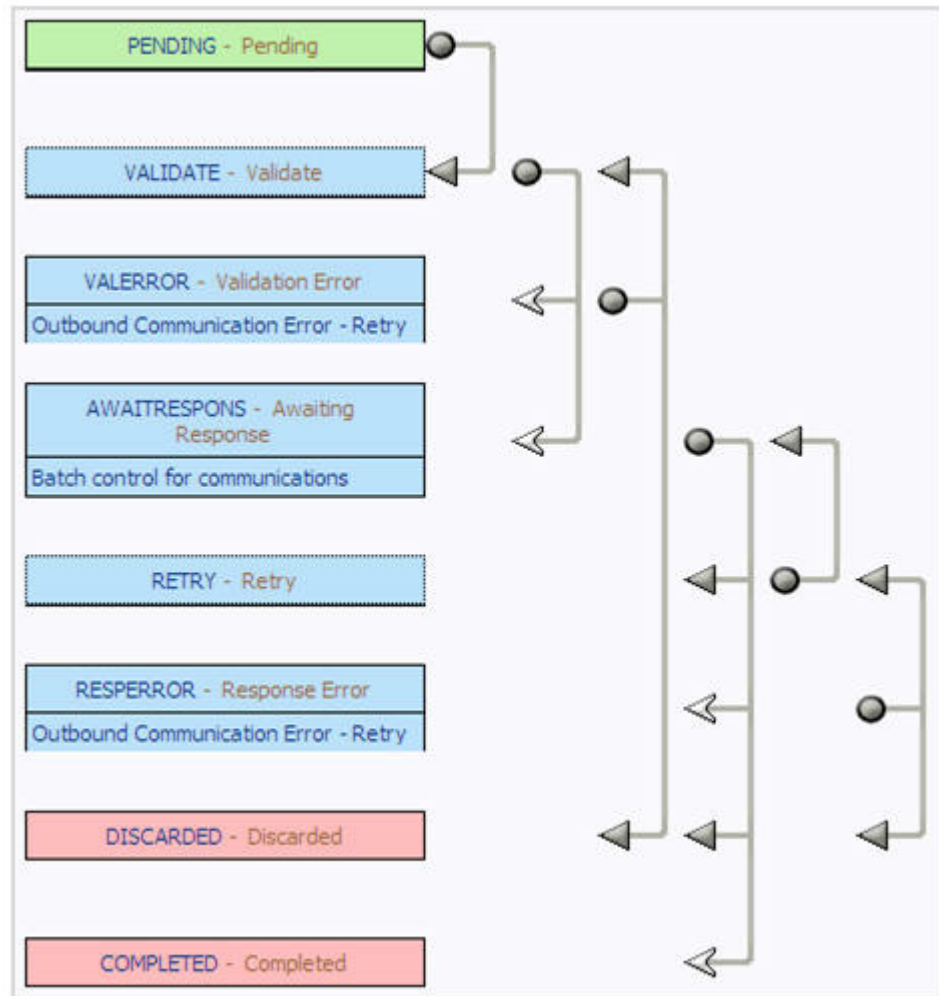 PENDING - Pending
VALIDATE - Validate
VALERROR - Validation Error
Outbound Communication Error - Retry
AWAITRESPONS - Awaiting
Response
Batch control for communications
RETRY - Retry
RESPERROR - Response Error
Outbound Communication Error - Retry
DISCARDED - Discarded
COMPLETED - Completed